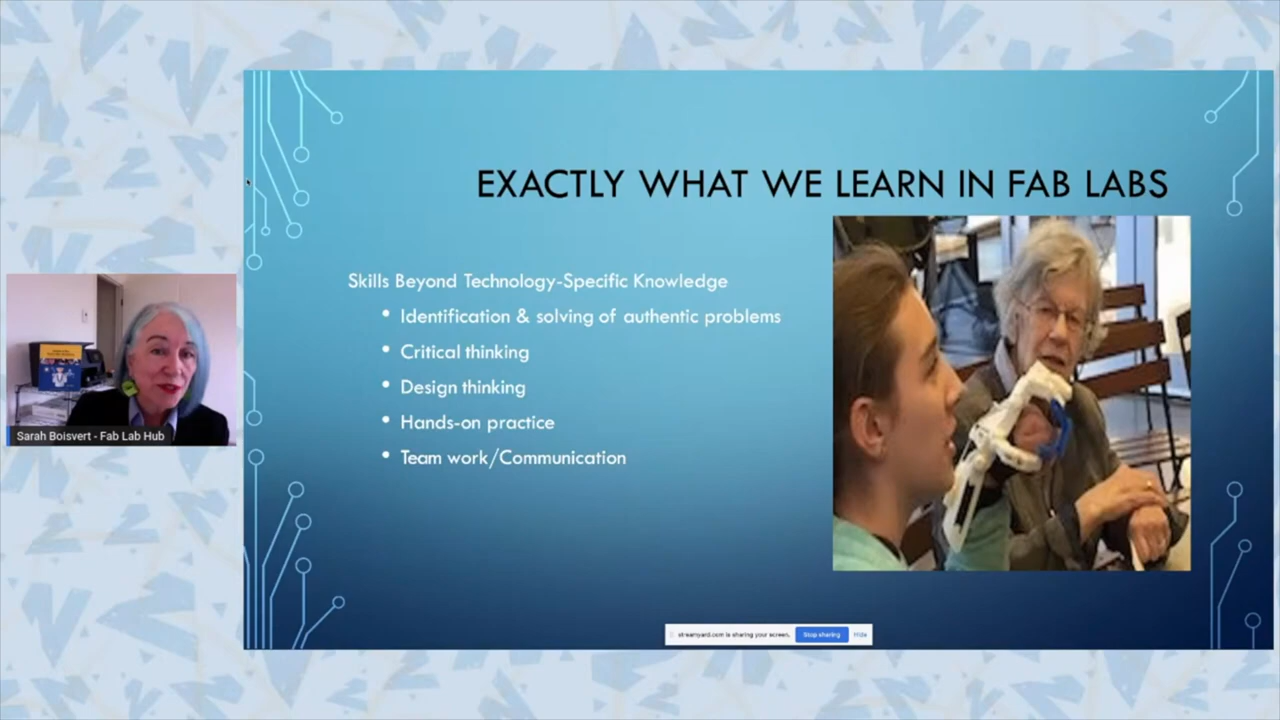 EXACTLY WHAT WE LEARN IN FAB LABS
Skills Beyond Technology-Specific Knowledge
• Identification & solving of authentic problems
• Critical thinking
• Design thinking
• Hands-on practice
• Team work/Communication
Sarah Boisvert - Fab Lab Hub
streamyard.com is sharing your screen.
Stop sharing
Hide